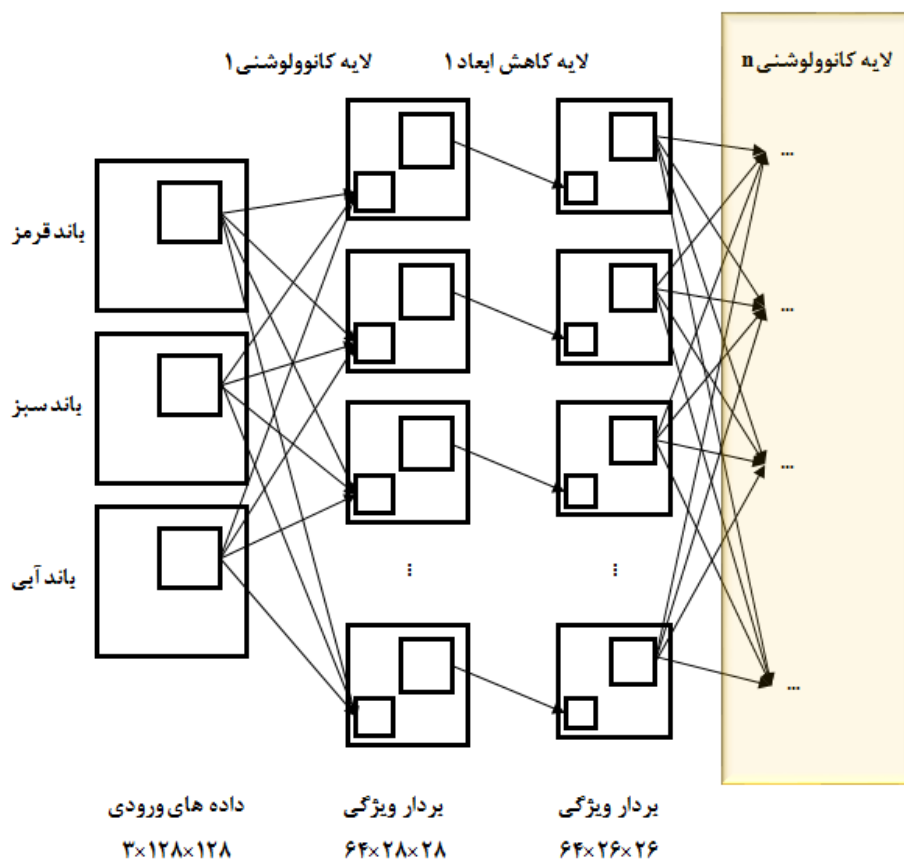 لایه کانوولوشنی ۱
لایه کاهش ابعاد ۱
لایه کانوولوشنی n
باند قرمز
باند سبز
باند آبی
...
...
...
...
⋮
⋮
داده های ورودی
۳×۱۲۸×۱۲۸
بردار ویژگی
۶۴×۲۸×۲۸
بردار ویژگی
۶۴×۲۶×۲۶